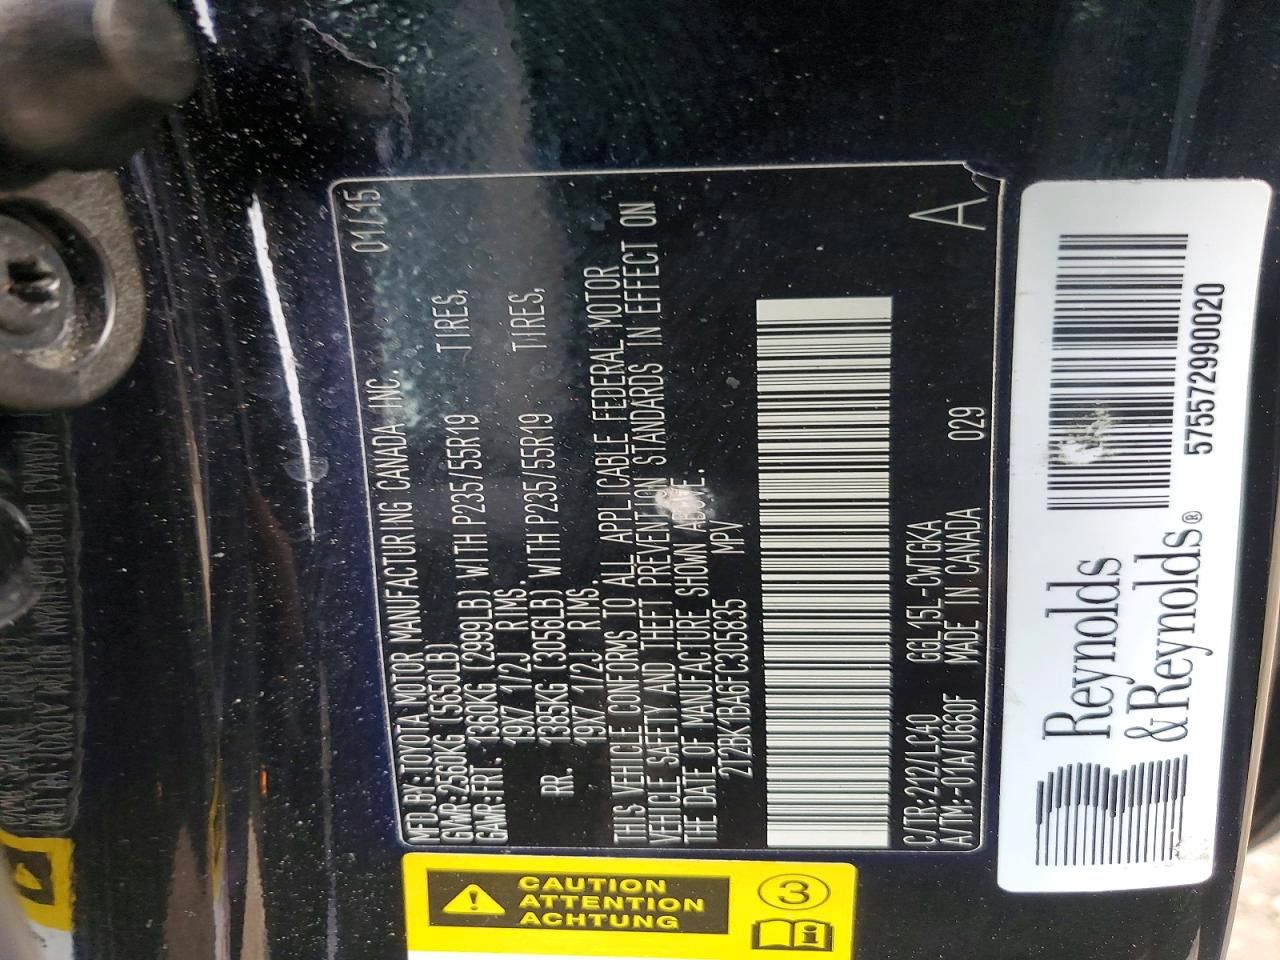 MFD.BY:TOYOTA MOTOR MANUFACTURING CANADA INC. 01/15
GVWR:2560KG (5650LB)
GAWR:FRT. 1360KG (2999LB) WITH P235/55R19 TIRES,
19X7 1/2J RIMS.
RR. 1385KG (3056LB) WITH P235/55R19 TIRES,
19X7 1/2J RIMS.
THIS VEHICLE CONFORMS TO ALL APPLICABLE FEDERAL MOTOR
VEHICLE SAFETY AND THEFT PREVENTION STANDARDS IN EFFECT ON
THE DATE OF MANUFACTURE SHOWN ABOVE.
2T2BK1BA6FC305835 MPV
C/TR:212/LC40 GGL15L-CWTGKA
A/TM:-01A/U660F MADE IN CANADA 029
A
CAUTION
ATTENTION
ACHTUNG
3
i
Reynolds
&Reynolds®
57557299​0020